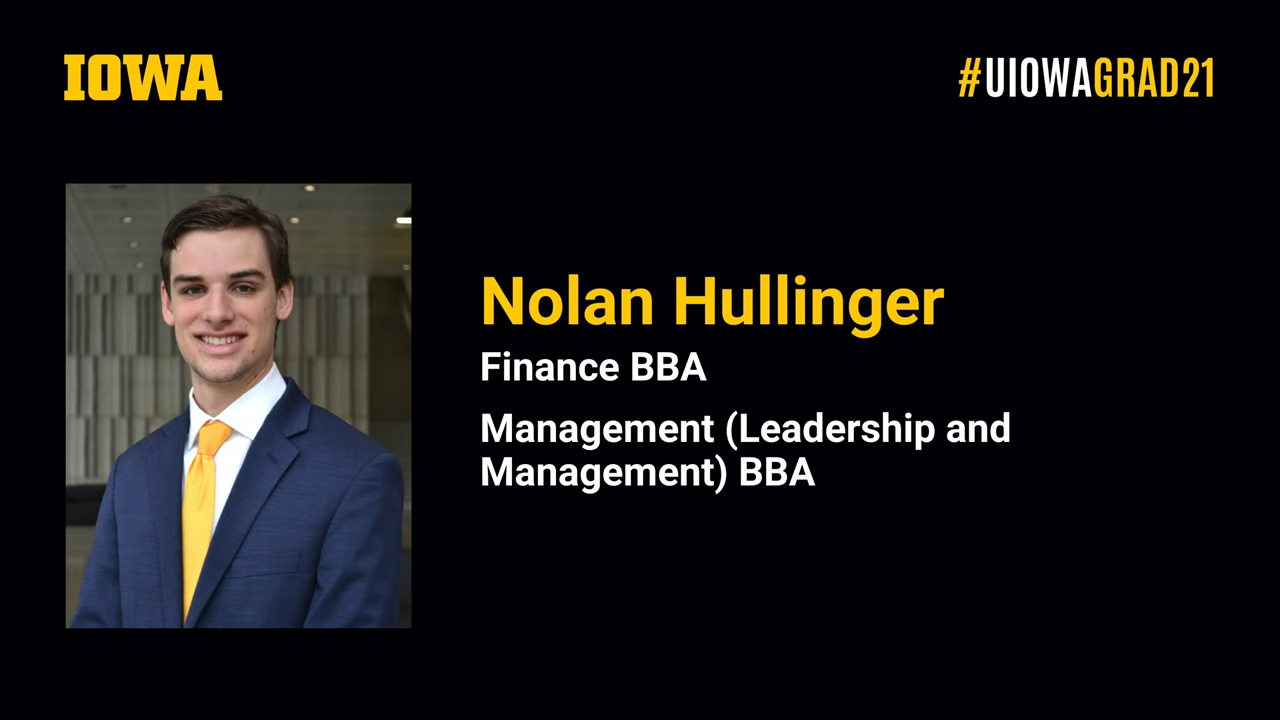 IOWA
#UIOWAGRAD21
Nolan Hullinger
Finance BBA
Management (Leadership and
Management) BBA